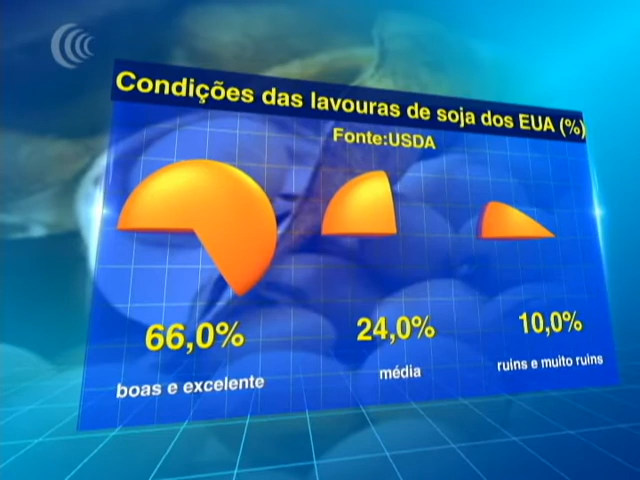 Condições das lavouras de soja dos EUA (%)
Fonte:USDA
66,0%
24,0%
10,0%
boas e excelente
média
ruins e muito ruins